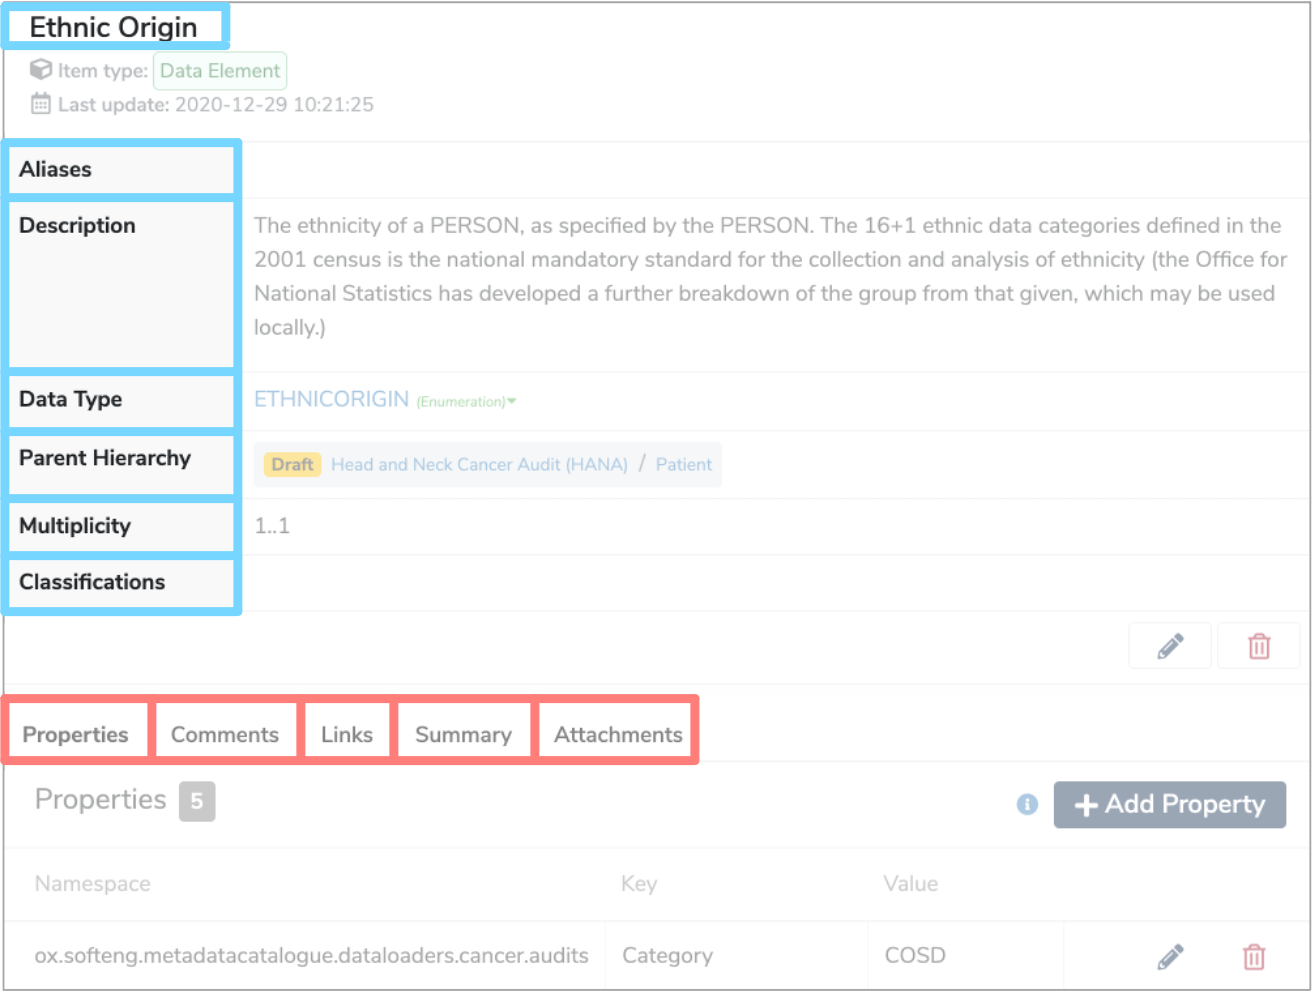 Ethnic Origin
Item type: Data Element
Last update: 2020-12-29 10:21:25
Aliases
Description
The ethnicity of a PERSON, as specified by the PERSON. The 16+1 ethnic data categories defined in the
2001 census is the national mandatory standard for the collection and analysis of ethnicity (the Office for
National Statistics has developed a further breakdown of the group from that given, which may be used
locally.)
Data Type
ETHNICORIGIN (Enumeration)
Parent Hierarchy
Draft Head and Neck Cancer Audit (HANA) / Patient
Multiplicity
1..1
Classifications
Properties Comments Links Summary Attachments
Properties 5
+ Add Property
Namespace Key Value
ox.softeng.metadatacatalogue.dataloaders.cancer.audits Category COSD